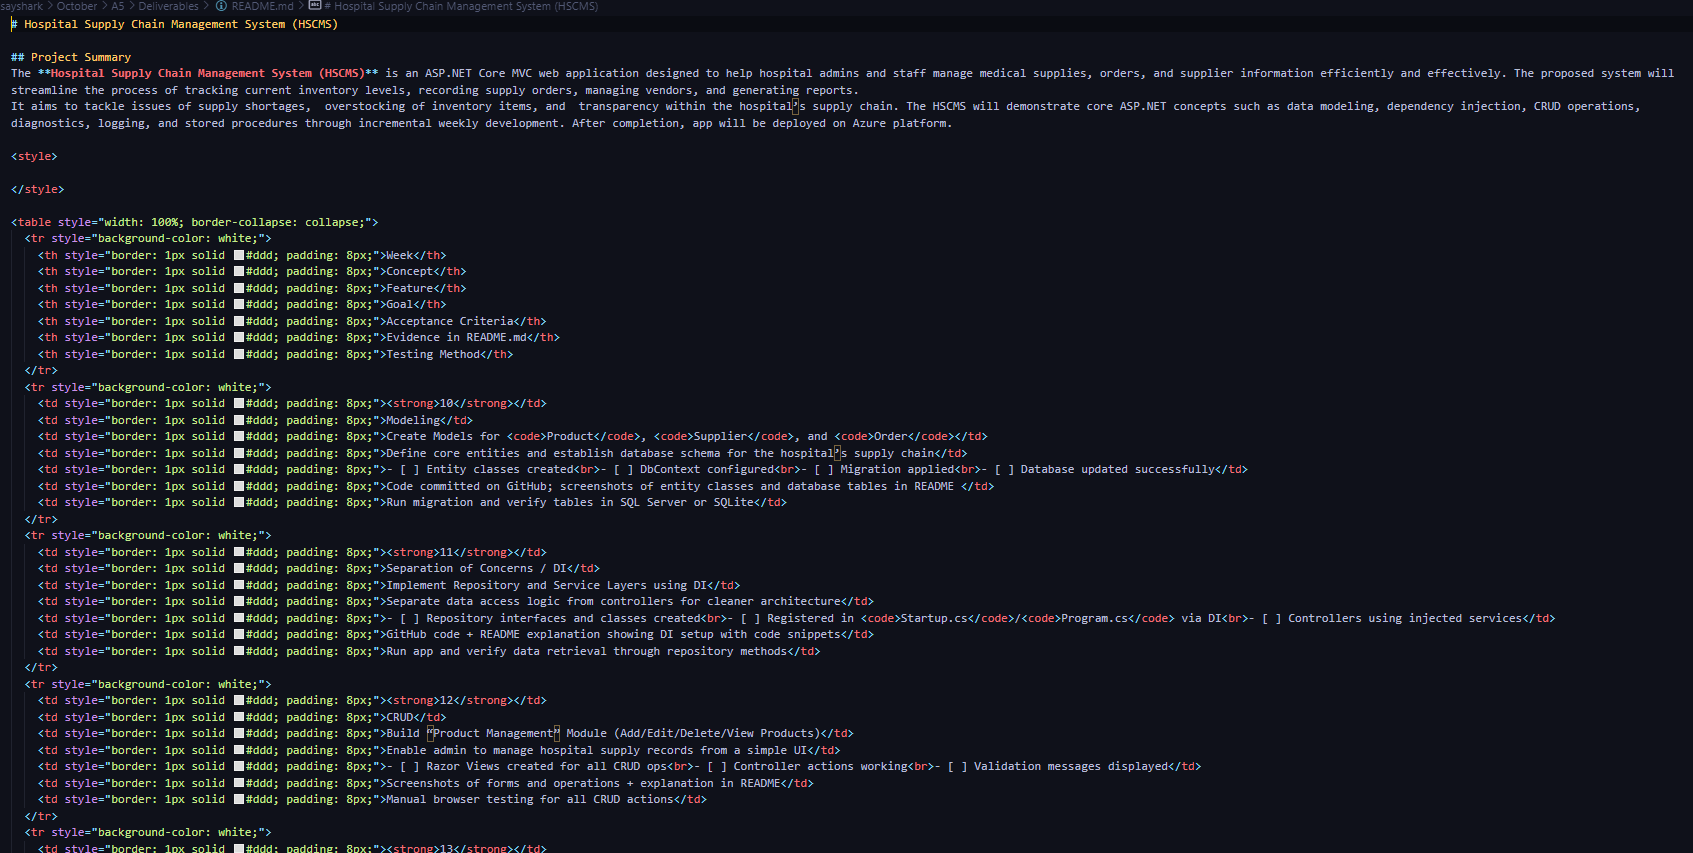 sayshark > October > A5 > Deliverables > README.md > # Hospital Supply Chain Management System (HSCMS)
# Hospital Supply Chain Management System (HSCMS)
## Project Summary
The **Hospital Supply Chain Management System (HSCMS)** is an ASP.NET Core MVC web application designed to help hospital admins and staff manage medical supplies, orders, and supplier information efficiently and effectively. The proposed system will
streamline the process of tracking current inventory levels, recording supply orders, managing vendors, and generating reports.
It aims to tackle issues of supply shortages,  overstocking of inventory items, and  transparency within the hospital’s supply chain. The HSCMS will demonstrate core ASP.NET concepts such as data modeling, dependency injection, CRUD operations,
diagnostics, logging, and stored procedures through incremental weekly development. After completion, app will be deployed on Azure platform.
<style>
</style>
<table style="width: 100%; border-collapse: collapse;">
<tr style="background-color: white;">
<th style="border: 1px solid #ddd; padding: 8px;">Week</th>
<th style="border: 1px solid #ddd; padding: 8px;">Concept</th>
<th style="border: 1px solid #ddd; padding: 8px;">Feature</th>
<th style="border: 1px solid #ddd; padding: 8px;">Goal</th>
<th style="border: 1px solid #ddd; padding: 8px;">Acceptance Criteria</th>
<th style="border: 1px solid #ddd; padding: 8px;">Evidence in README.md</th>
<th style="border: 1px solid #ddd; padding: 8px;">Testing Method</th>
</tr>
<tr style="background-color: white;">
<td style="border: 1px solid #ddd; padding: 8px;"><strong>10</strong></td>
<td style="border: 1px solid #ddd; padding: 8px;">Modeling</td>
<td style="border: 1px solid #ddd; padding: 8px;">Create Models for <code>Product</code>, <code>Supplier</code>, and <code>Order</code></td>
<td style="border: 1px solid #ddd; padding: 8px;">Define core entities and establish database schema for the hospital’s supply chain</td>
<td style="border: 1px solid #ddd; padding: 8px;">- [ ] Entity classes created<br>- [ ] DbContext configured<br>- [ ] Migration applied<br>- [ ] Database updated successfully</td>
<td style="border: 1px solid #ddd; padding: 8px;">Code committed on GitHub; screenshots of entity classes and database tables in README </td>
<td style="border: 1px solid #ddd; padding: 8px;">Run migration and verify tables in SQL Server or SQLite</td>
</tr>
<tr style="background-color: white;">
<td style="border: 1px solid #ddd; padding: 8px;"><strong>11</strong></td>
<td style="border: 1px solid #ddd; padding: 8px;">Separation of Concerns / DI</td>
<td style="border: 1px solid #ddd; padding: 8px;">Implement Repository and Service Layers using DI</td>
<td style="border: 1px solid #ddd; padding: 8px;">Separate data access logic from controllers for cleaner architecture</td>
<td style="border: 1px solid #ddd; padding: 8px;">- [ ] Repository interfaces and classes created<br>- [ ] Registered in <code>Startup.cs</code>/<code>Program.cs</code> via DI<br>- [ ] Controllers using injected services</td>
<td style="border: 1px solid #ddd; padding: 8px;">GitHub code + README explanation showing DI setup with code snippets</td>
<td style="border: 1px solid #ddd; padding: 8px;">Run app and verify data retrieval through repository methods</td>
</tr>
<tr style="background-color: white;">
<td style="border: 1px solid #ddd; padding: 8px;"><strong>12</strong></td>
<td style="border: 1px solid #ddd; padding: 8px;">CRUD</td>
<td style="border: 1px solid #ddd; padding: 8px;">Build “Product Management” Module (Add/Edit/Delete/View Products)</td>
<td style="border: 1px solid #ddd; padding: 8px;">Enable admin to manage hospital supply records from a simple UI</td>
<td style="border: 1px solid #ddd; padding: 8px;">- [ ] Razor Views created for all CRUD ops<br>- [ ] Controller actions working<br>- [ ] Validation messages displayed</td>
<td style="border: 1px solid #ddd; padding: 8px;">Screenshots of forms and operations + explanation in README</td>
<td style="border: 1px solid #ddd; padding: 8px;">Manual browser testing for all CRUD actions</td>
</tr>
<tr style="background-color: white;">
<td style="border: 1px solid #ddd; padding: 8px;"><strong>13</strong></td>